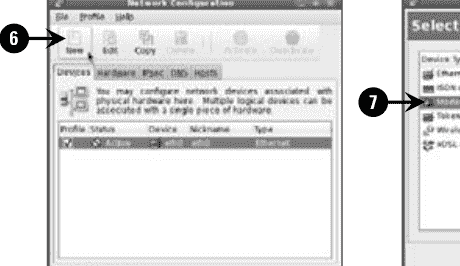 Network Configuration
File Profile Help
6
New Edit Copy Delete Activate Deactivate
Devices Hardware IPsec DNS Hosts
You may configure network devices associated with
physical hardware here. Multiple logical devices can be
associated with a single piece of hardware.
Profile Status Device Nickname Type
Active eth0 eth0 Ethernet
Select
Device Ty
Ethern
ISDN
7
Mode
Token
Wirele
xDSL